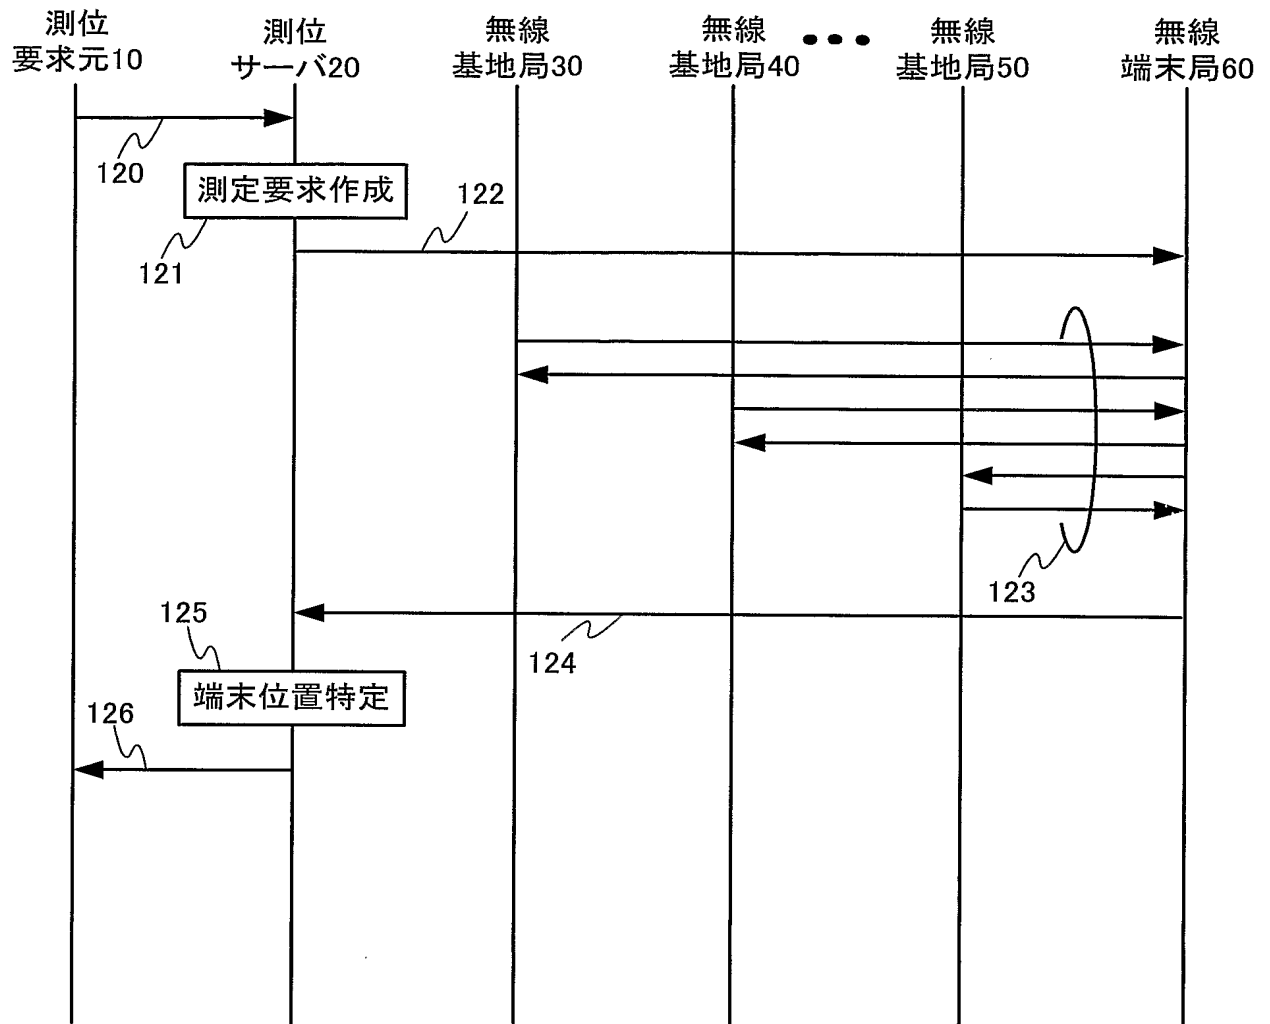 測位
要求元10
測位
サーバ20
無線
基地局30
無線
基地局40
無線
基地局50
無線
端末局60
120
測定要求作成
121
122
123
124
125
端末位置特定
126